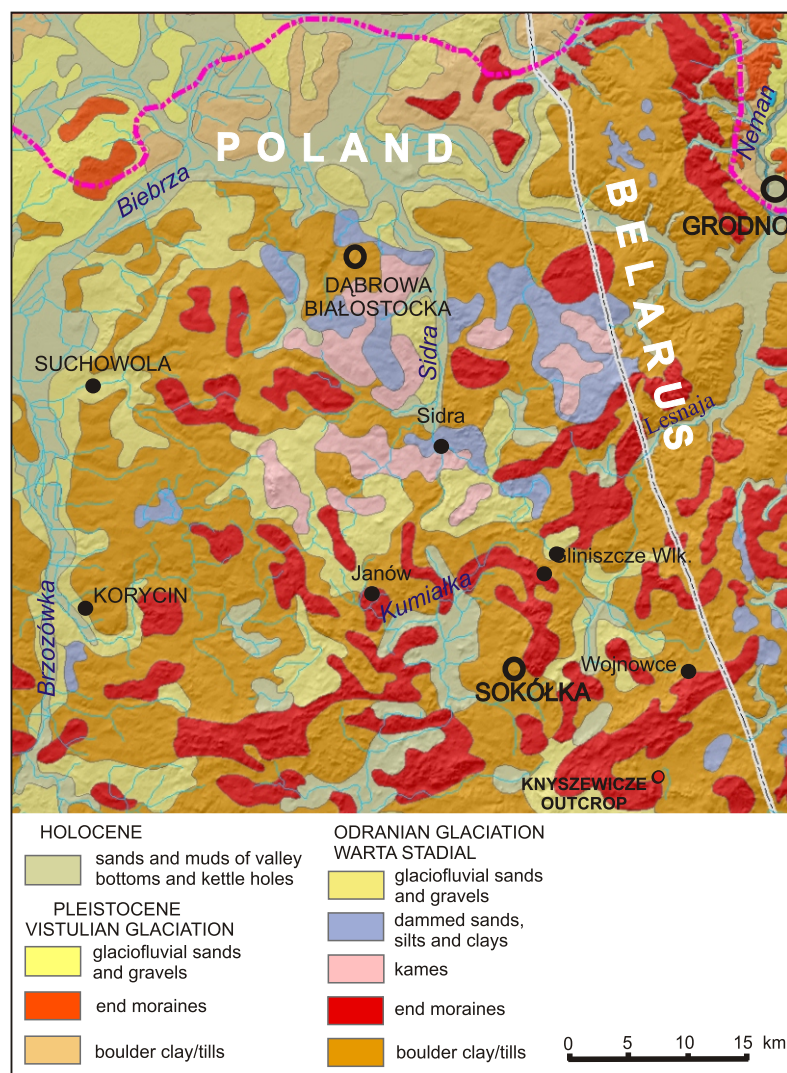 POLAND
BELARUS
Neman
Biebrza
GRODNO
DĄBROWA
BIAŁOSTOCKA
Sidra
SUCHOWOLA
Sidra
Lesnaja
Gliniszcze Wlk.
Janów
Kumiałka
KORYCIN
Brzozówka
Wojnowce
SOKÓŁKA
KNYSZEWICZE
OUTCROP
HOLOCENE
sands and muds of valley
bottoms and kettle holes
PLEISTOCENE
VISTULIAN GLACIATION
glaciofluvial sands
and gravels
end moraines
boulder clay/tills
ODRANIAN GLACIATION
WARTA STADIAL
glaciofluvial sands
and gravels
dammed sands,
silts and clays
kames
end moraines
boulder clay/tills
0 5 10 15 km